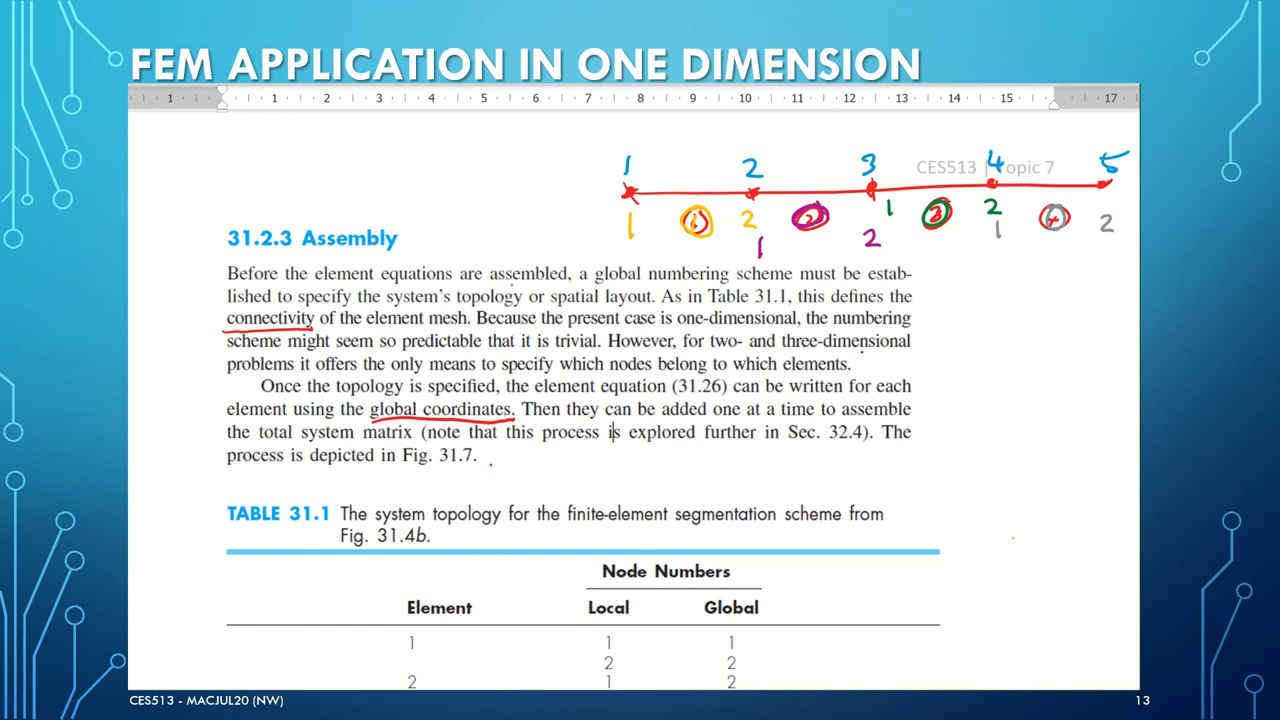 FEM APPLICATION IN ONE DIMENSION
1 1 2 3 4 5 6 7 8 9 10 11 12 13 14 15 17
CES513 | Topic 7
1 2 3 4 5
1 1 2 2 1 3 2 4 2
1 2 1
31.2.3 Assembly
Before the element equations are assembled, a global numbering scheme must be estab-
lished to specify the system's topology or spatial layout. As in Table 31.1, this defines the
connectivity of the element mesh. Because the present case is one-dimensional, the numbering
scheme might seem so predictable that it is trivial. However, for two- and three-dimensional
problems it offers the only means to specify which nodes belong to which elements.
Once the topology is specified, the element equation (31.26) can be written for each
element using the global coordinates. Then they can be added one at a time to assemble
the total system matrix (note that this process is explored further in Sec. 32.4). The
process is depicted in Fig. 31.7.
TABLE 31.1 The system topology for the finite-element segmentation scheme from
Fig. 31.4b.
Node Numbers
Element Local Global
1 1 1
2 2
2 1 2
CES513 - MACJUL20 (NW) 13